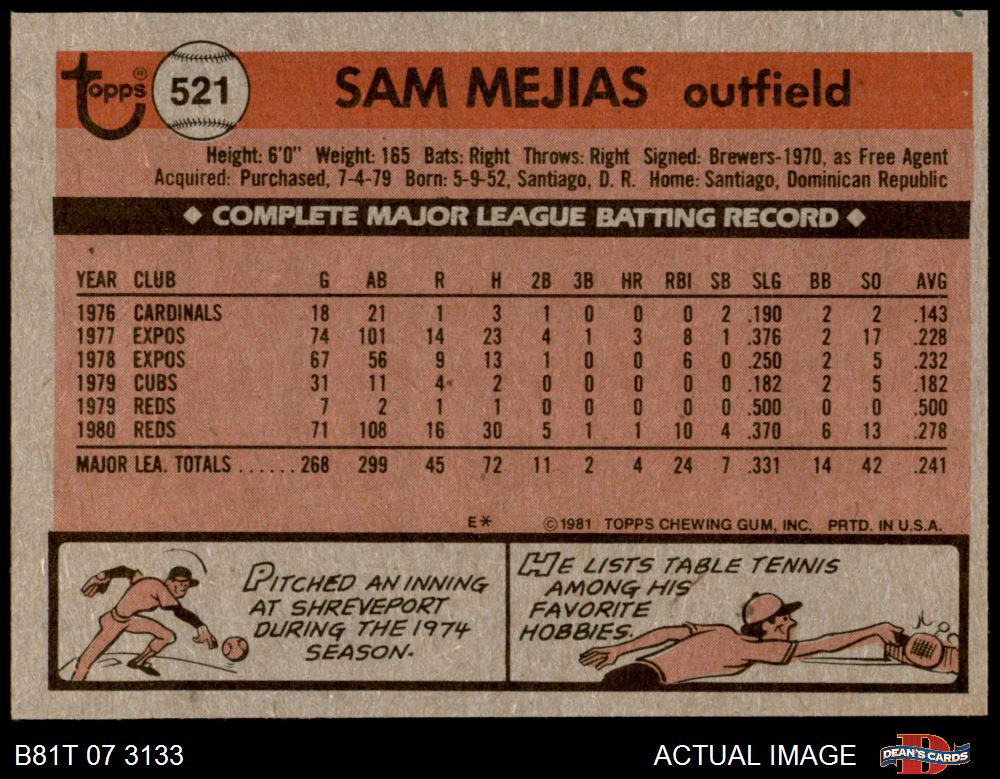 topps® 521 SAM MEJIAS outfield
Height: 6'0" Weight: 165 Bats: Right Throws: Right Signed: Brewers-1970, as Free Agent
Acquired: Purchased, 7-4-79 Born: 5-9-52, Santiago, D. R. Home: Santiago, Dominican Republic
◆ COMPLETE MAJOR LEAGUE BATTING RECORD ◆
YEAR CLUB G AB R H 2B 3B HR RBI SB SLG BB SO AVG
1976 CARDINALS 18 21 1 3 1 0 0 0 2 .190 2 2 .143
1977 EXPOS 74 101 14 23 4 1 3 8 1 .376 2 17 .228
1978 EXPOS 67 56 9 13 1 0 0 6 0 .250 2 5 .232
1979 CUBS 31 11 4 2 0 0 0 0 0 .182 2 5 .182
1979 REDS 7 2 1 1 0 0 0 0 0 .500 0 0 .500
1980 REDS 71 108 16 30 5 1 1 10 4 .370 6 13 .278
MAJOR LEA. TOTALS ...... 268 299 45 72 11 2 4 24 7 .331 14 42 .241
E* ©1981 TOPPS CHEWING GUM, INC. PRTD. IN U.S.A.
PITCHED AN INNING
AT SHREVEPORT
DURING THE 1974
SEASON.
HE LISTS TABLE TENNIS
AMONG HIS
FAVORITE
HOBBIES.
B81T 07 3133 ACTUAL IMAGE DEAN'S CARDS